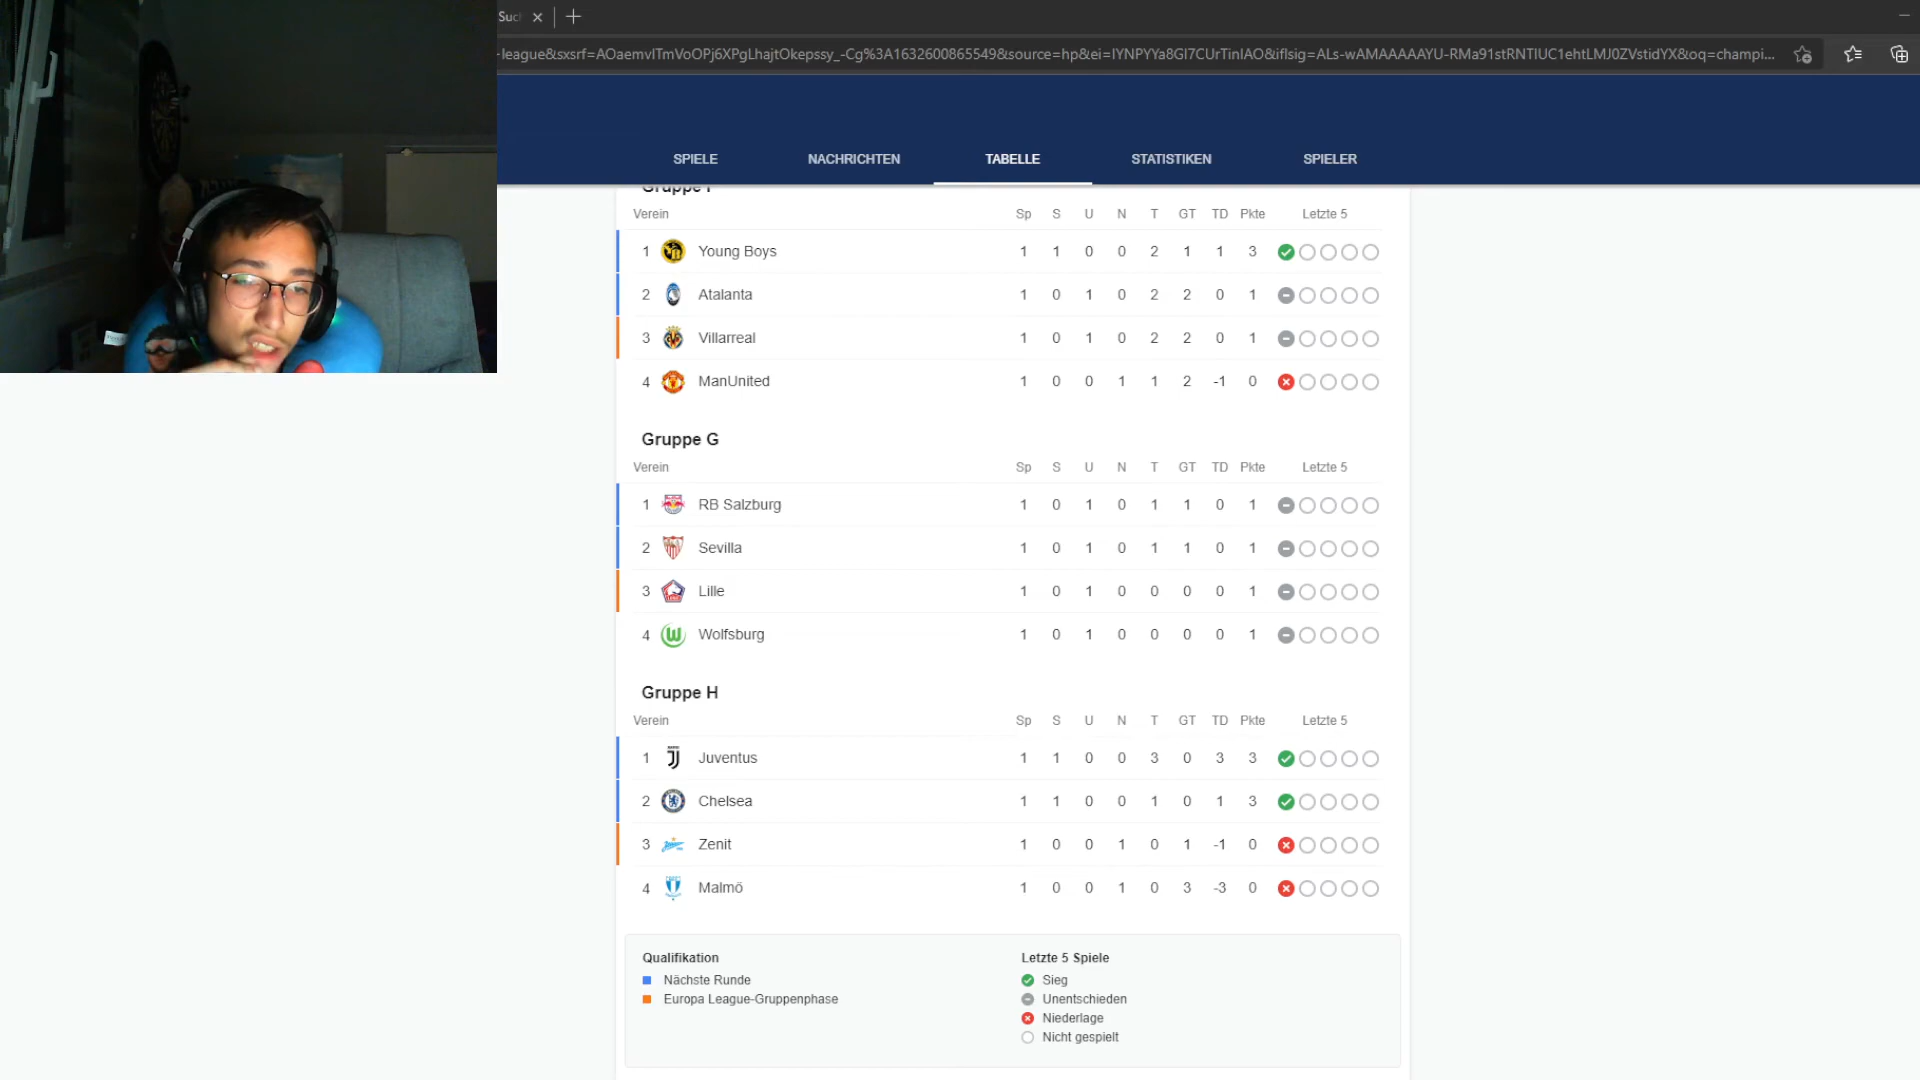 Suc
-league&sxsrf=AOaemvITmVoOPj6XPgLhajtOkepssy_-Cg%3A1632600865549&source=hp&ei=IYNPYYa8GI7CUrTinIAO&iflsig=ALs-wAMAAAAAYU-RMa91stRNTIUC1ehtLMJ0ZVstidYX&oq=champi...
SPIELE NACHRICHTEN TABELLE STATISTIKEN SPIELER
Gruppe F
Verein Sp S U N T GT TD Pkte Letzte 5
1 Young Boys 1 1 0 0 2 1 1 3
2 Atalanta 1 0 1 0 2 2 0 1
3 Villarreal 1 0 1 0 2 2 0 1
4 ManUnited 1 0 0 1 1 2 -1 0
Gruppe G
Verein Sp S U N T GT TD Pkte Letzte 5
1 RB Salzburg 1 0 1 0 1 1 0 1
2 Sevilla 1 0 1 0 1 1 0 1
3 Lille 1 0 1 0 0 0 0 1
4 Wolfsburg 1 0 1 0 0 0 0 1
Gruppe H
Verein Sp S U N T GT TD Pkte Letzte 5
1 Juventus 1 1 0 0 3 0 3 3
2 Chelsea 1 1 0 0 1 0 1 3
3 Zenit 1 0 0 1 0 1 -1 0
4 Malmö 1 0 0 1 0 3 -3 0
Qualifikation Letzte 5 Spiele
Nächste Runde Sieg
Europa League-Gruppenphase Unentschieden
Niederlage
Nicht gespielt